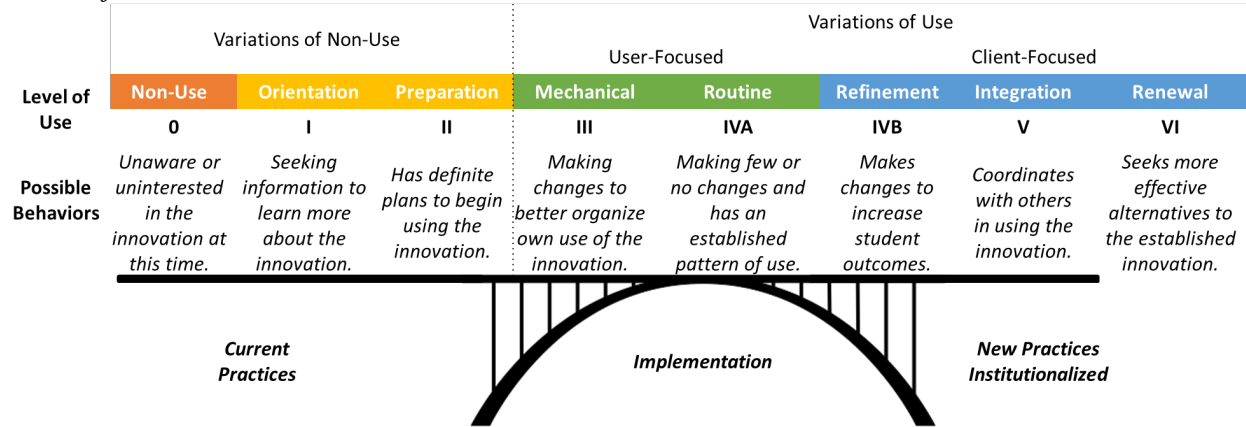 Variations of Non-Use
Variations of Use
User-Focused
Client-Focused
Level of
Use
Non-Use
Orientation
Preparation
Mechanical
Routine
Refinement
Integration
Renewal
0
I
II
III
IVA
IVB
V
VI
Possible
Behaviors
Unaware or
uninterested
in the
innovation at
this time.
Seeking
information to
learn more
about the
innovation.
Has definite
plans to begin
using the
innovation.
Making
changes to
better organize
own use of the
innovation.
Making few or
no changes and
has an
established
pattern of use.
Makes
changes to
increase
student
outcomes.
Coordinates
with others
in using the
innovation.
Seeks more
effective
alternatives to
the established
innovation.
Current
Practices
Implementation
New Practices
Institutionalized